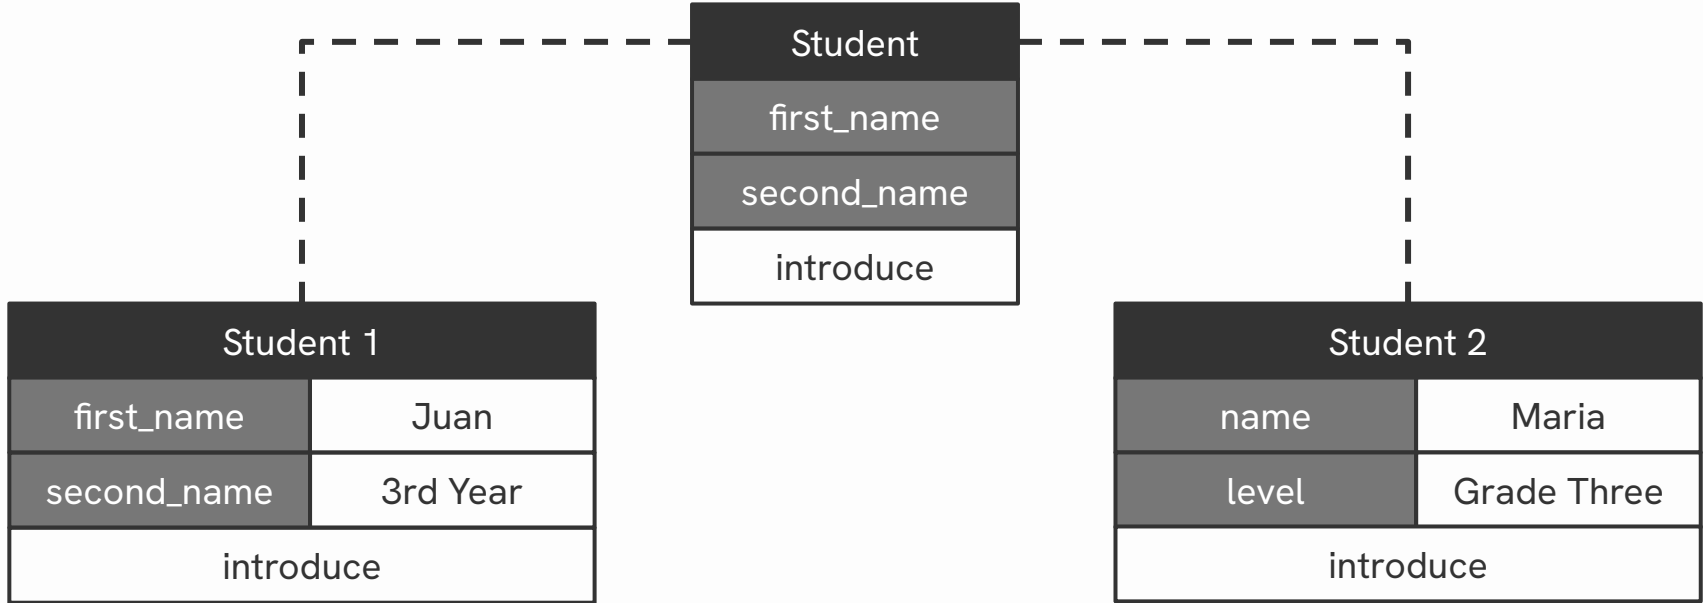 Student
first_name
second_name
introduce
Student 1
first_name Juan
second_name 3rd Year
introduce
Student 2
name Maria
level Grade Three
introduce